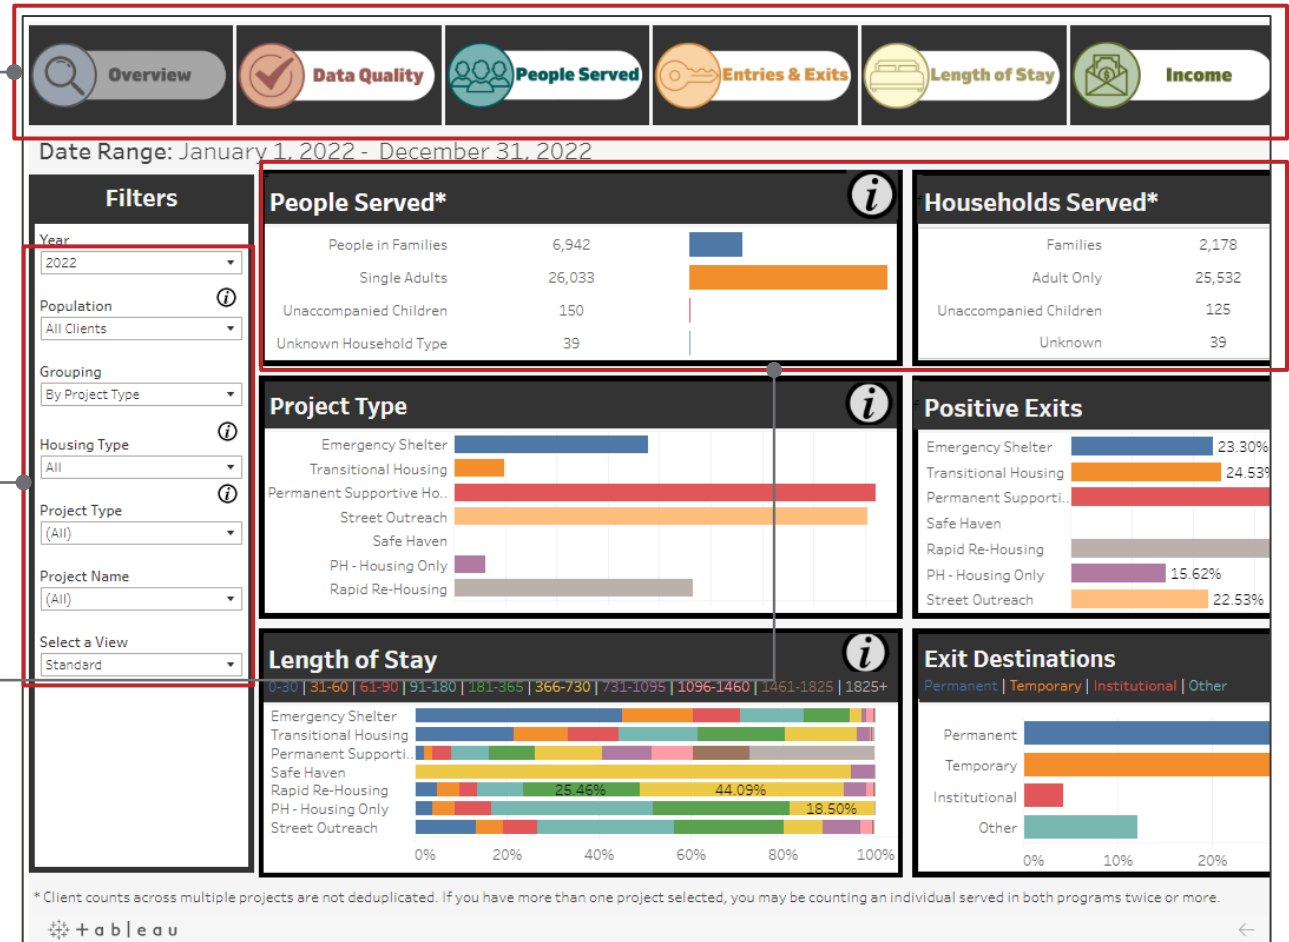 Overview
Data Quality
People Served
Entries & Exits
Length of Stay
Income
Date Range: January 1, 2022 - December 31, 2022
Filters
Year
2022
Population
All Clients
Grouping
By Project Type
Housing Type
All
Project Type
(All)
Project Name
(All)
Select a View
Standard
People Served*
People in Families 6,942
Single Adults 26,033
Unaccompanied Children 150
Unknown Household Type 39
Households Served*
Families 2,178
Adult Only 25,532
Unaccompanied Children 125
Unknown 39
Project Type
Emergency Shelter
Transitional Housing
Permanent Supportive Ho..
Street Outreach
Safe Haven
PH - Housing Only
Rapid Re-Housing
Positive Exits
Emergency Shelter 23.30%
Transitional Housing 24.53%
Permanent Supporti..
Safe Haven
Rapid Re-Housing
PH - Housing Only 15.62%
Street Outreach 22.53%
Length of Stay
0-30 | 31-60 | 61-90 | 91-180 | 181-365 | 366-730 | 731-1095 | 1096-1460 | 1461-1825 | 1825+
Emergency Shelter
Transitional Housing
Permanent Supporti..
Safe Haven
Rapid Re-Housing 25.46% 44.09%
PH - Housing Only 18.50%
Street Outreach
0% 20% 40% 60% 80% 100%
Exit Destinations
Permanent | Temporary | Institutional | Other
Permanent
Temporary
Institutional
Other
0% 10% 20%
* Client counts across multiple projects are not deduplicated. If you have more than one project selected, you may be counting an individual served in both programs twice or more.
+ a b l e a u